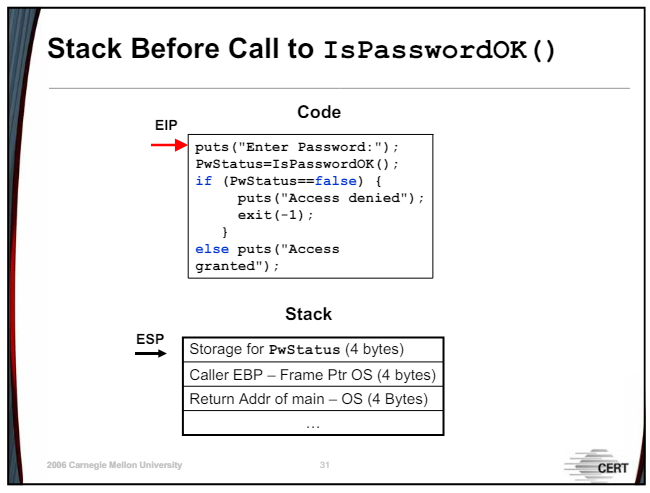 Stack Before Call to IsPasswordOK()
Code
EIP
puts("Enter Password:");
PwStatus=IsPasswordOK();
if (PwStatus==false) {
puts("Access denied");
exit(-1);
}
else puts("Access
granted");
Stack
ESP
Storage for PwStatus (4 bytes)
Caller EBP – Frame Ptr OS (4 bytes)
Return Addr of main – OS (4 Bytes)
…
2006 Carnegie Mellon University
31
CERT